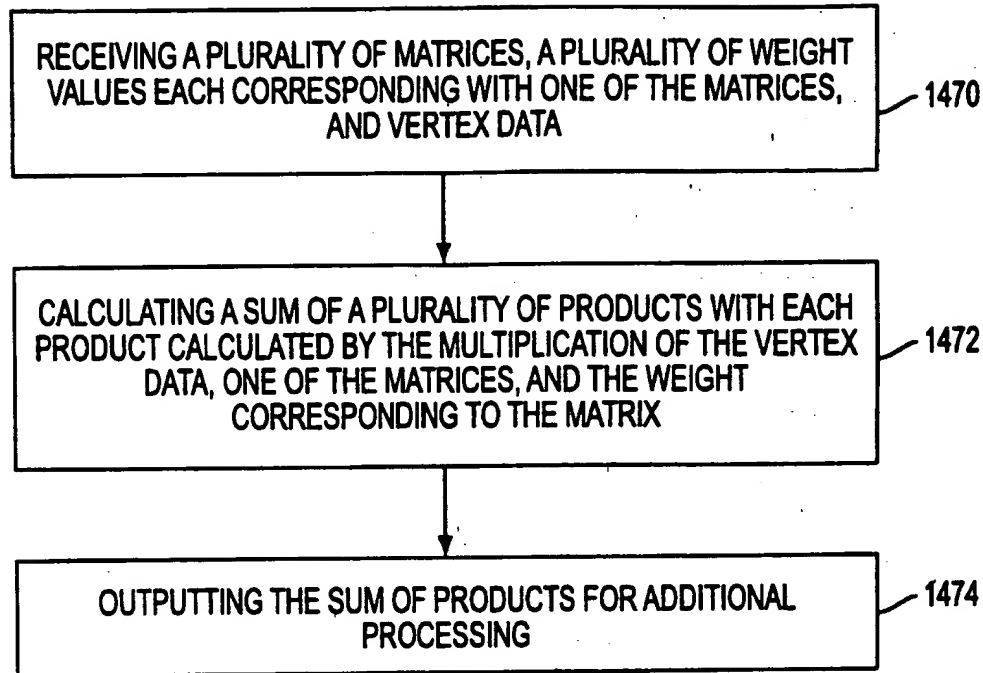 RECEIVING A PLURALITY OF MATRICES, A PLURALITY OF WEIGHT
VALUES EACH CORRESPONDING WITH ONE OF THE MATRICES,
AND VERTEX DATA
1470
CALCULATING A SUM OF A PLURALITY OF PRODUCTS WITH EACH
PRODUCT CALCULATED BY THE MULTIPLICATION OF THE VERTEX
DATA, ONE OF THE MATRICES, AND THE WEIGHT
CORRESPONDING TO THE MATRIX
1472
OUTPUTTING THE SUM OF PRODUCTS FOR ADDITIONAL
PROCESSING
1474